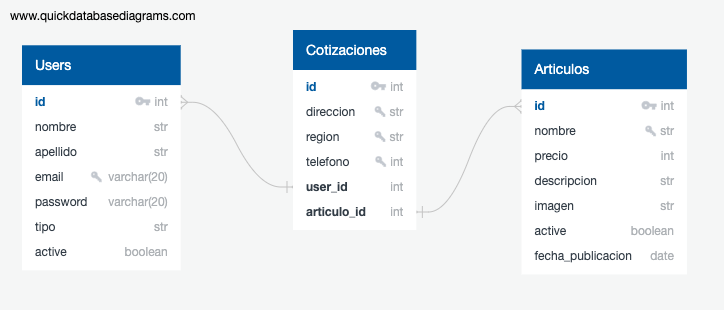 www.quickdatabasediagrams.com
Users
id int
nombre str
apellido str
email varchar(20)
password varchar(20)
tipo str
active boolean
Cotizaciones
id int
direccion str
region str
telefono int
user_id int
articulo_id int
Articulos
id int
nombre str
precio int
descripcion str
imagen str
active boolean
fecha_publicacion date